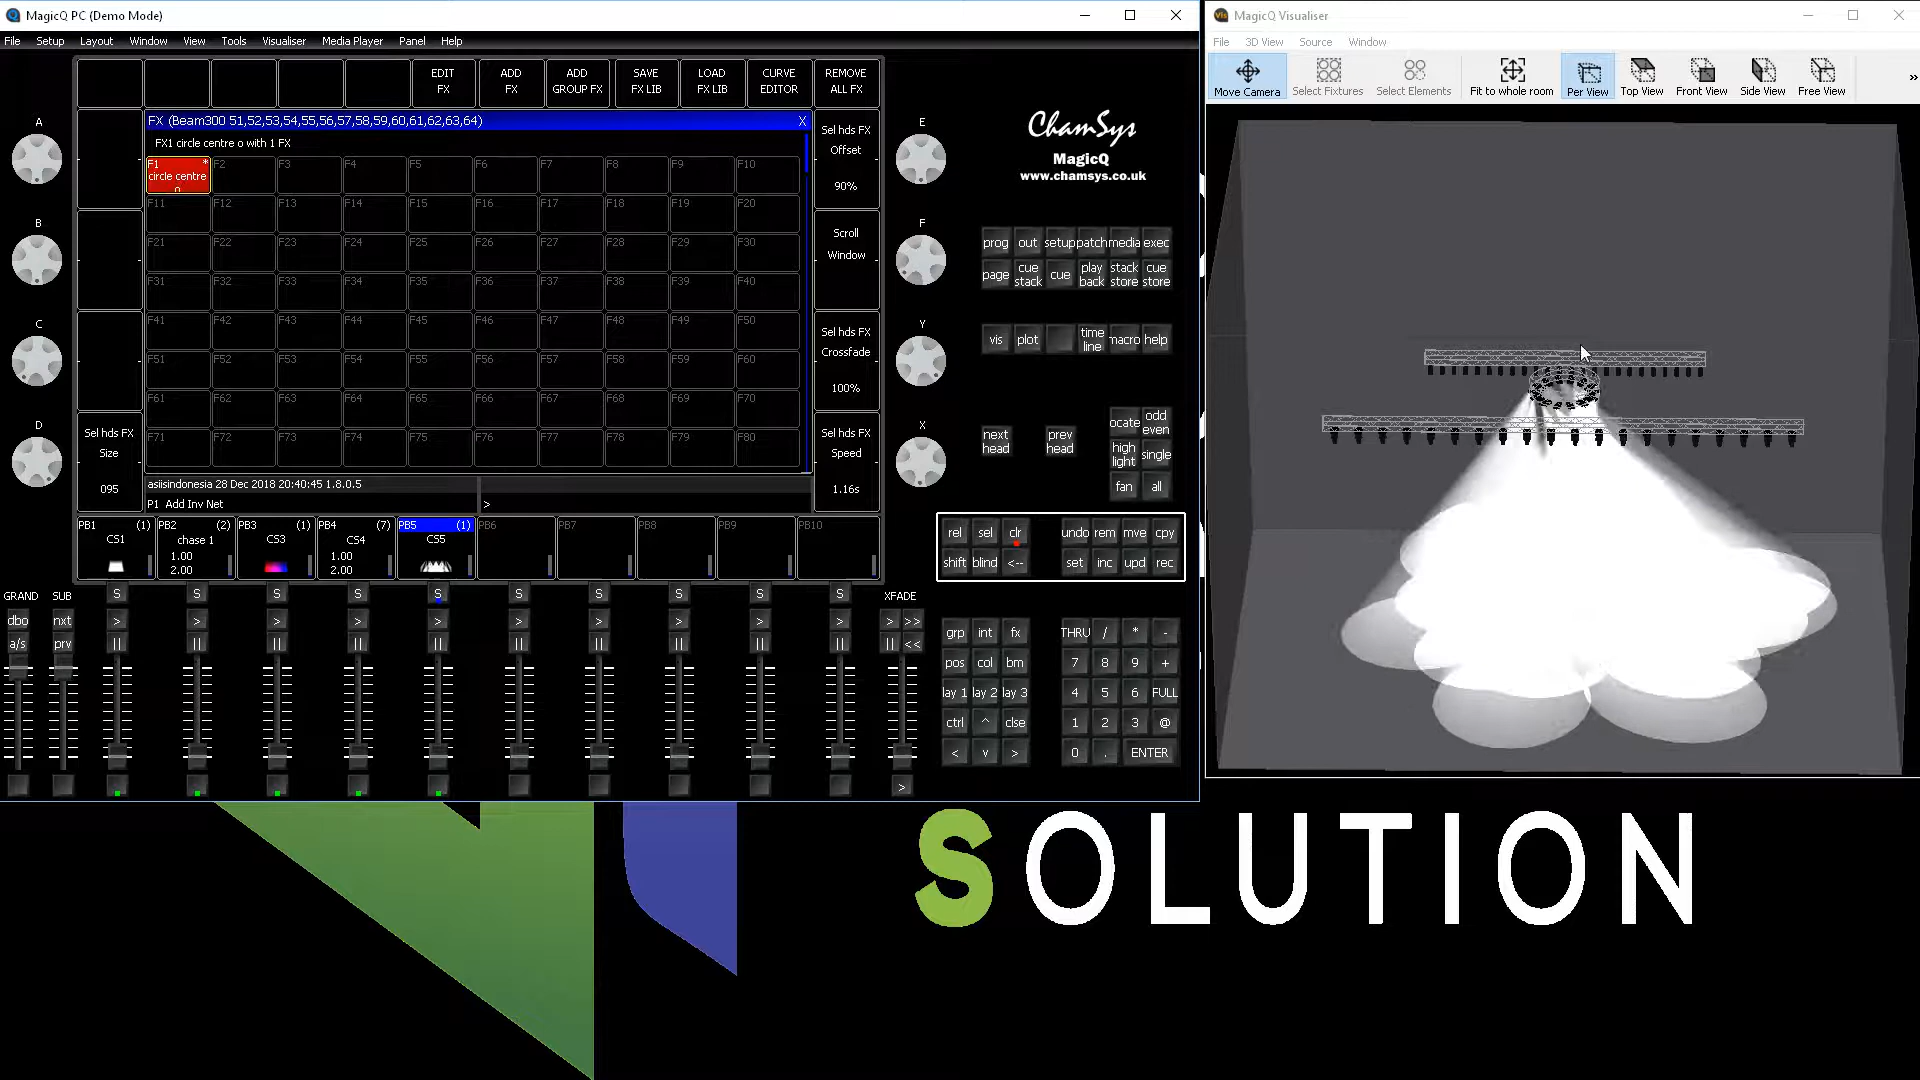 MagicQ PC (Demo Mode)
File Setup Layout Window View Tools Visualiser Media Player Panel Help
EDIT FX
ADD FX
ADD GROUP FX
SAVE FX LIB
LOAD FX LIB
CURVE EDITOR
REMOVE ALL FX
A
B
C
D
FX (Beam300 51,52,53,54,55,56,57,58,59,60,61,62,63,64) X
FX1 circle centre o with 1 FX
F1 * F2 F3 F4 F5 F6 F7 F8 F9 F10
circle centre
o
F11 F12 F13 F14 F15 F16 F17 F18 F19 F20
F21 F22 F23 F24 F25 F26 F27 F28 F29 F30
F31 F32 F33 F34 F35 F36 F37 F38 F39 F40
F41 F42 F43 F44 F45 F46 F47 F48 F49 F50
F51 F52 F53 F54 F55 F56 F57 F58 F59 F60
F61 F62 F63 F64 F65 F66 F67 F68 F69 F70
F71 F72 F73 F74 F75 F76 F77 F78 F79 F80
Sel hds FX
Size
095
Sel hds FX
Offset
90%
Scroll
Window
Sel hds FX
Crossfade
100%
Sel hds FX
Speed
1.16s
E
F
Y
X
asiisindonesia 28 Dec 2018 20:40:45 1.8.0.5
P1 Add Inv Net >
PB1 (1) PB2 (2) PB3 (1) PB4 (7) PB5 (1) PB6 PB7 PB8 PB9 PB10
CS1 chase 1 CS3 CS4 CS5
1.00 1.00
2.00 2.00
GRAND SUB S S S S S S S S S S XFADE
dbo nxt > > > > > > > > > > > >>
a/s prv || || || || || || || || || || || <<
>
ChamSys
MagicQ
www.chamsys.co.uk
prog out setup patch media exec
page cue stack cue play back stack store cue store
vis plot time line macro help
next head prev head
ocate odd even
high light single
fan all
rel sel clr undo rem mve cpy
shift blind <-- set inc upd rec
grp int fx THRU / * -
pos col bm 7 8 9 +
lay 1 lay 2 lay 3 4 5 6 FULL
ctrl ^ clse 1 2 3 @
< v > 0 . ENTER
Vis MagicQ Visualiser
File 3D View Source Window
Move Camera Select Fixtures Select Elements Fit to whole room Per View Top View Front View Side View Free View »
SOLUTION